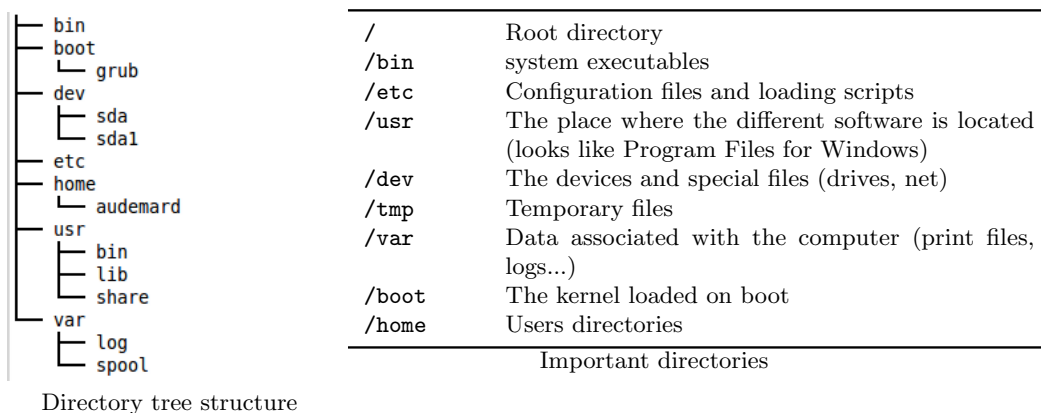 bin
boot
grub
dev
sda
sda1
etc
home
audemard
usr
bin
lib
share
var
log
spool
Directory tree structure
/ Root directory
/bin system executables
/etc Configuration files and loading scripts
/usr The place where the different software is located
(looks like Program Files for Windows)
/dev The devices and special files (drives, net)
/tmp Temporary files
/var Data associated with the computer (print files,
logs...)
/boot The kernel loaded on boot
/home Users directories
Important directories